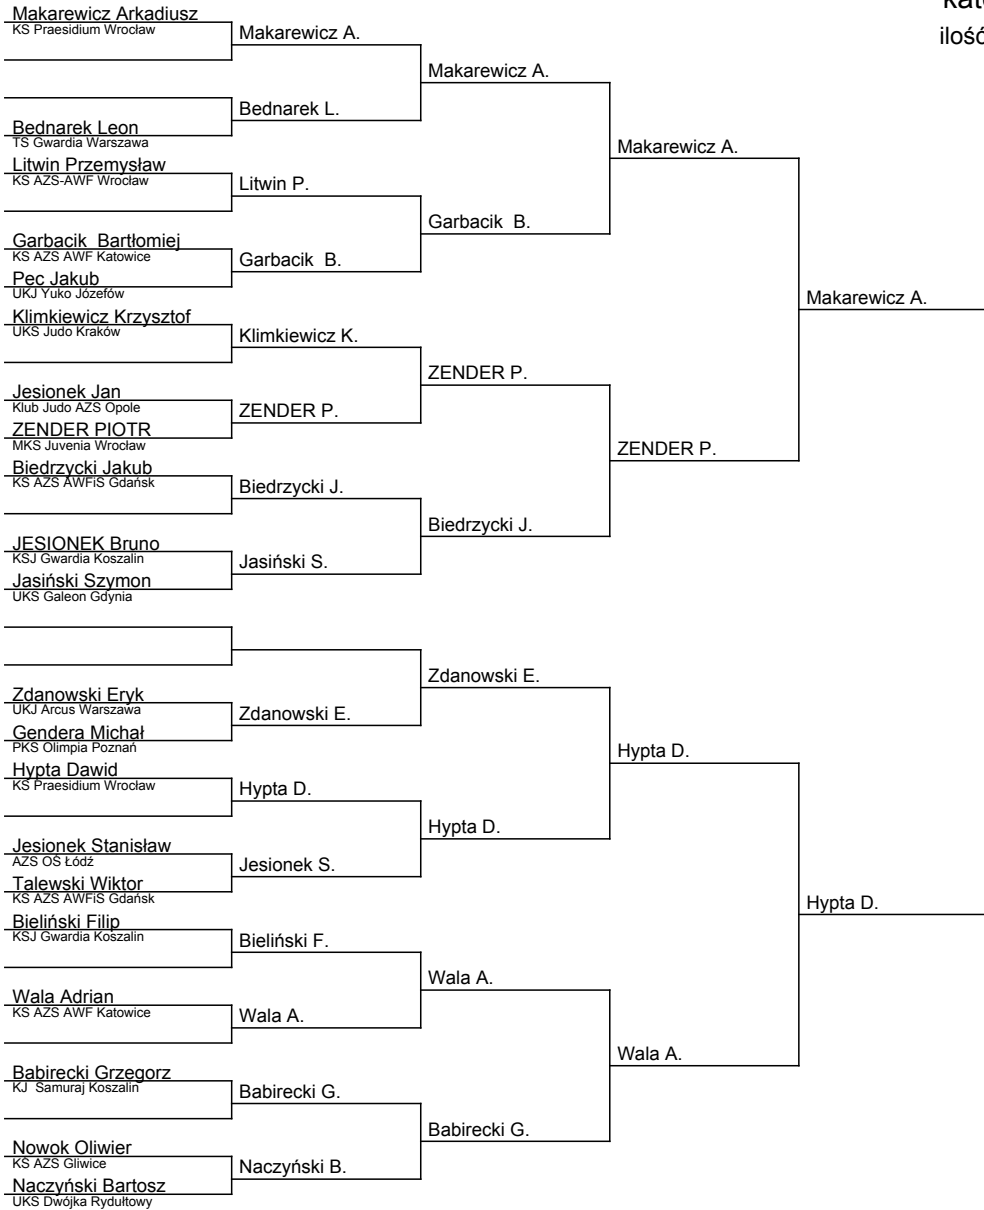 Makarewicz Arkadiusz
KS Praesidium Wrocław
Bednarek Leon
TS Gwardia Warszawa
Litwin Przemysław
KS AZS-AWF Wrocław
Garbacik  Bartłomiej
KS AZS AWF Katowice
Pec Jakub
UKJ Yuko Józefów
Klimkiewicz Krzysztof
UKS Judo Kraków
Jesionek Jan
Klub Judo AZS Opole
ZENDER PIOTR
MKS Juvenia Wrocław
Biedrzycki Jakub
KS AZS AWFiS Gdańsk
JESIONEK Bruno
KSJ Gwardia Koszalin
Jasiński Szymon
UKS Galeon Gdynia
Zdanowski Eryk
UKJ Arcus Warszawa
Gendera Michał
PKS Olimpia Poznań
Hypta Dawid
KS Praesidium Wrocław
Jesionek Stanisław
AZS OŚ Łódź
Talewski Wiktor
KS AZS AWFiS Gdańsk
Bieliński Filip
KSJ Gwardia Koszalin
Wala Adrian
KS AZS AWF Katowice
Babirecki Grzegorz
KJ  Samuraj Koszalin
Nowok Oliwier
KS AZS Gliwice
Naczyński Bartosz
UKS Dwójka Rydułtowy
Makarewicz A.
Bednarek L.
Litwin P.
Garbacik  B.
Klimkiewicz K.
ZENDER P.
Biedrzycki J.
Jasiński S.
Zdanowski E.
Hypta D.
Jesionek S.
Bieliński F.
Wala A.
Babirecki G.
Naczyński B.
Makarewicz A.
Garbacik  B.
ZENDER P.
Biedrzycki J.
Zdanowski E.
Hypta D.
Wala A.
Babirecki G.
Makarewicz A.
ZENDER P.
Hypta D.
Wala A.
Makarewicz A.
Hypta D.
ilość